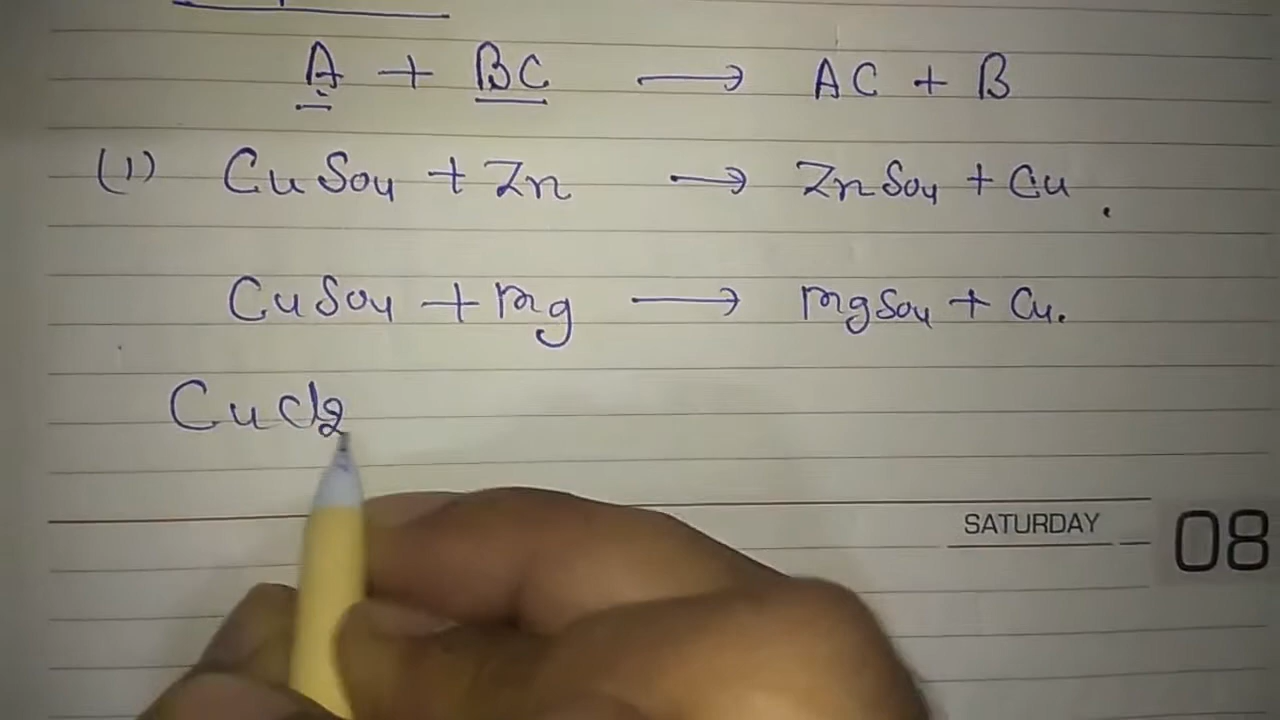 A + BC → AC + B
(1) CuSo4 + Zn → ZnSo4 + Cu.
CuSo4 + mg → mgSo4 + Cu.
CuCl2
SATURDAY 08